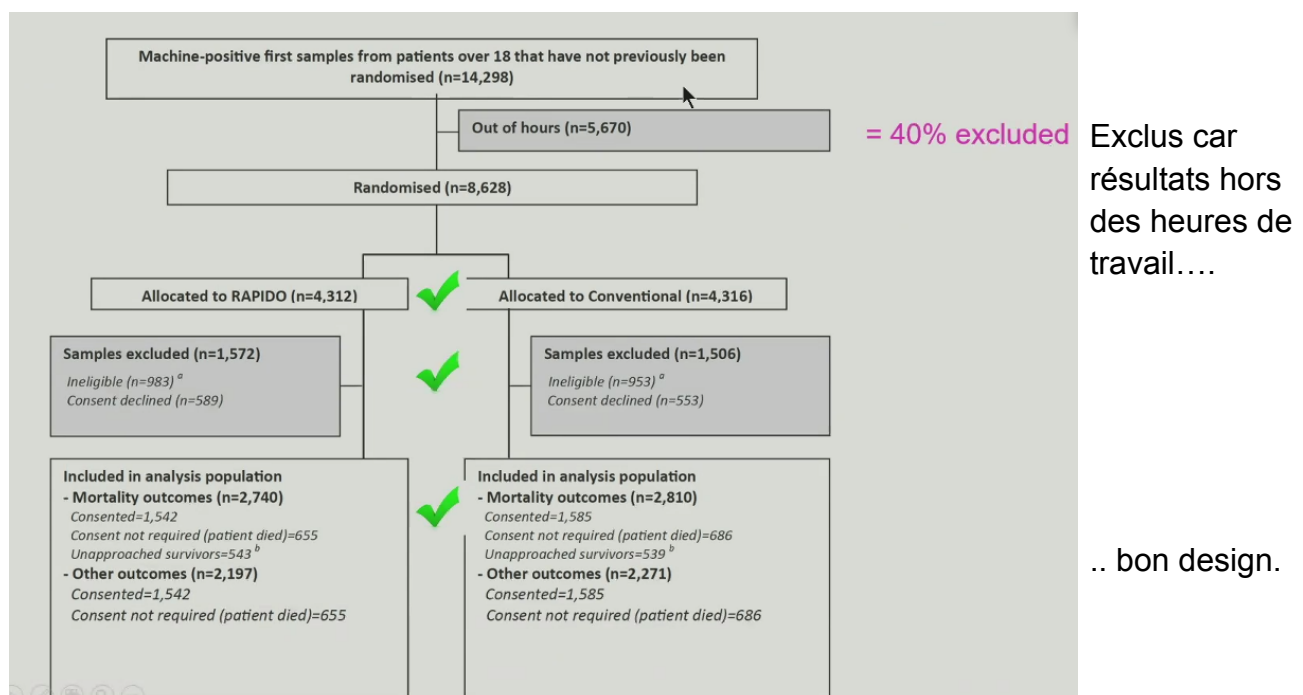 Machine-positive first samples from patients over 18 that have not previously been
randomised (n=14,298)
Out of hours (n=5,670)
= 40% excluded
Exclus car
résultats hors
des heures de
travail….
Randomised (n=8,628)
Allocated to RAPIDO (n=4,312)
Allocated to Conventional (n=4,316)
Samples excluded (n=1,572)
Ineligible (n=983) a
Consent declined (n=589)
Samples excluded (n=1,506)
Ineligible (n=953) a
Consent declined (n=553)
Included in analysis population
- Mortality outcomes (n=2,740)
Consented=1,542
Consent not required (patient died)=655
Unapproached survivors=543 b
- Other outcomes (n=2,197)
Consented=1,542
Consent not required (patient died)=655
Included in analysis population
- Mortality outcomes (n=2,810)
Consented=1,585
Consent not required (patient died)=686
Unapproached survivors=539 b
- Other outcomes (n=2,271)
Consented=1,585
Consent not required (patient died)=686
.. bon design.